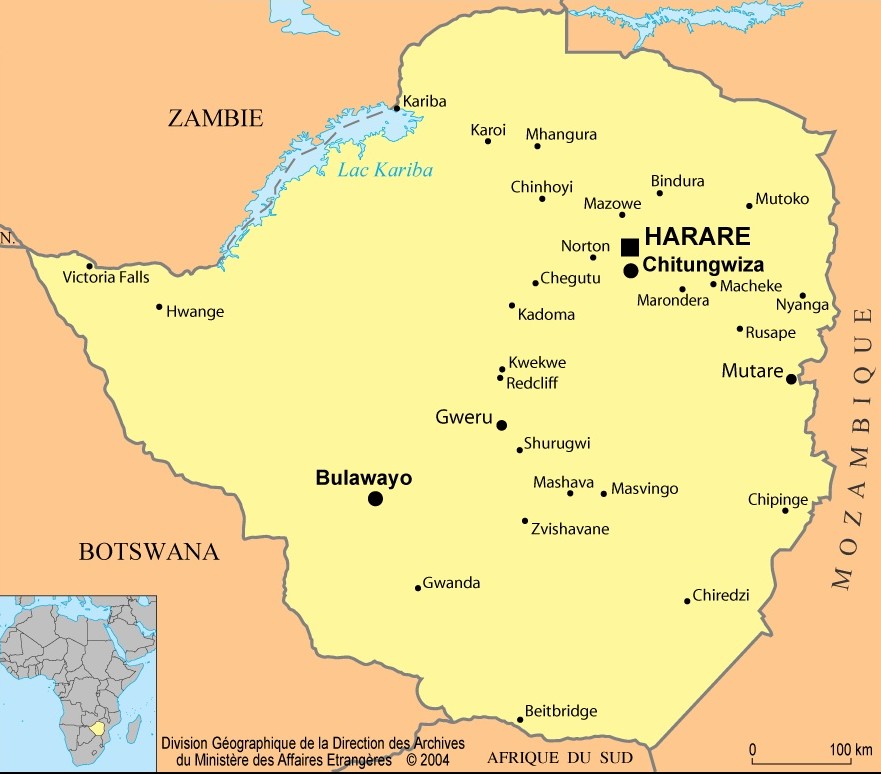 Kariba
ZAMBIE
Karoi
Mhangura
Lac Kariba
Bindura
Chinhoyi
Mazowe
Mutoko
HARARE
N.
Norton
Chitungwiza
Victoria Falls
Chegutu
Macheke
Marondera
Nyanga
Hwange
Kadoma
Rusape
MOZAMBIQUE
Kwekwe
Mutare
Redcliff
Gweru
Shurugwi
Bulawayo
Mashava
Masvingo
Chipinge
Zvishavane
BOTSWANA
Gwanda
Chiredzi
Beitbridge
Division Géographique de la Direction des Archives
du Ministère des Affaires Etrangères © 2004
AFRIQUE DU SUD
0 100 km